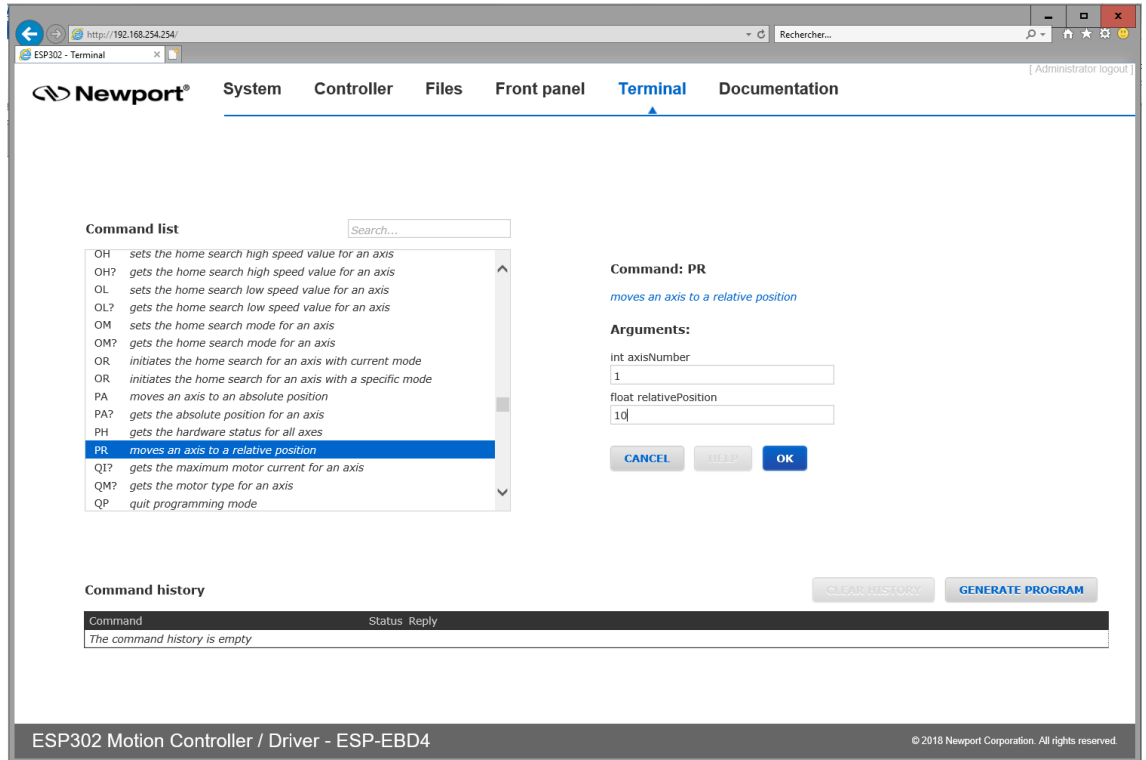 http://192.168.254.254/
Rechercher...
ESP302 - Terminal
[ Administrator logout ]
Newport®
System Controller Files Front panel Terminal Documentation
Command list
Search...
OH sets the home search high speed value for an axis
OH? gets the home search high speed value for an axis
OL sets the home search low speed value for an axis
OL? gets the home search low speed value for an axis
OM sets the home search mode for an axis
OM? gets the home search mode for an axis
OR initiates the home search for an axis with current mode
OR initiates the home search for an axis with a specific mode
PA moves an axis to an absolute position
PA? gets the absolute position for an axis
PH gets the hardware status for all axes
PR moves an axis to a relative position
QI? gets the maximum motor current for an axis
QM? gets the motor type for an axis
QP quit programming mode
Command: PR
moves an axis to a relative position
Arguments:
int axisNumber
1
float relativePosition
10
CANCEL HELP OK
Command history
CLEAR HISTORY GENERATE PROGRAM
Command Status Reply
The command history is empty
ESP302 Motion Controller / Driver - ESP-EBD4
© 2018 Newport Corporation. All rights reserved.